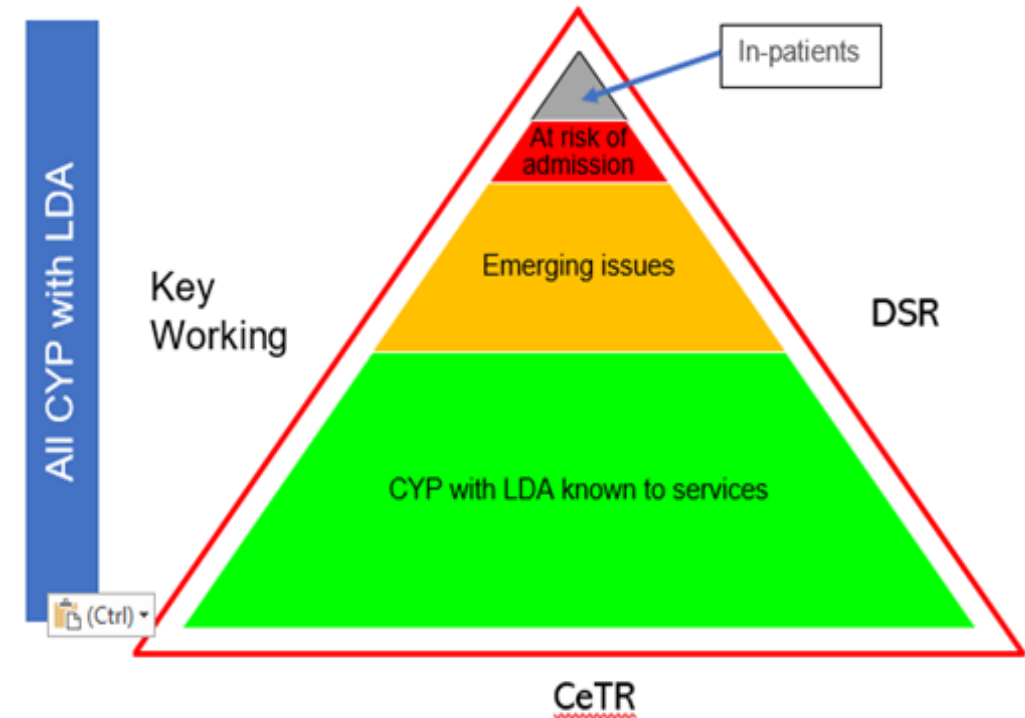 All CYP with LDA
In-patients
At risk of
admission
Emerging issues
Key
Working
DSR
CYP with LDA known to services
(Ctrl)
CeTR